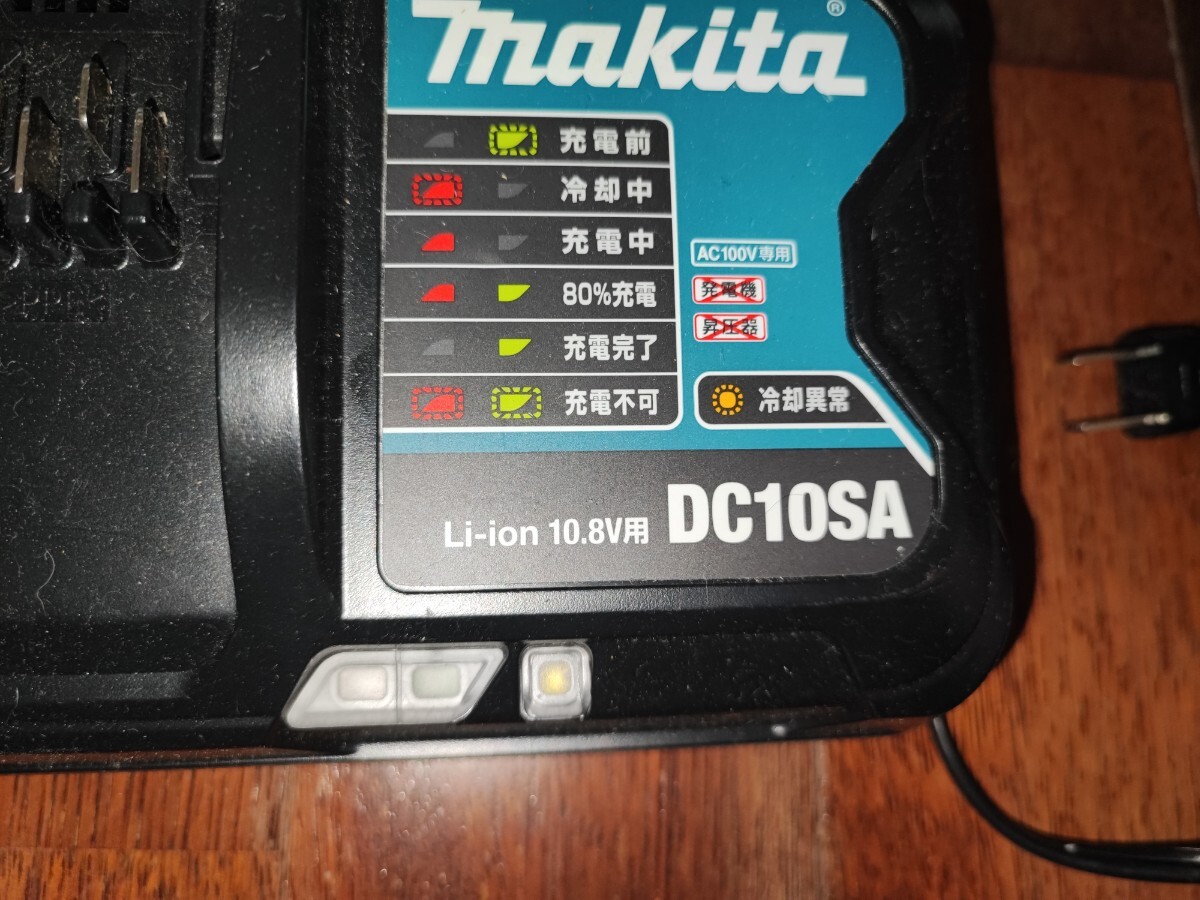 makita®
充電前
冷却中
充電中
80%充電
充電完了
充電不可
AC100V専用
発電機
昇圧器
冷却異常
Li-ion 10.8V用 DC10SA